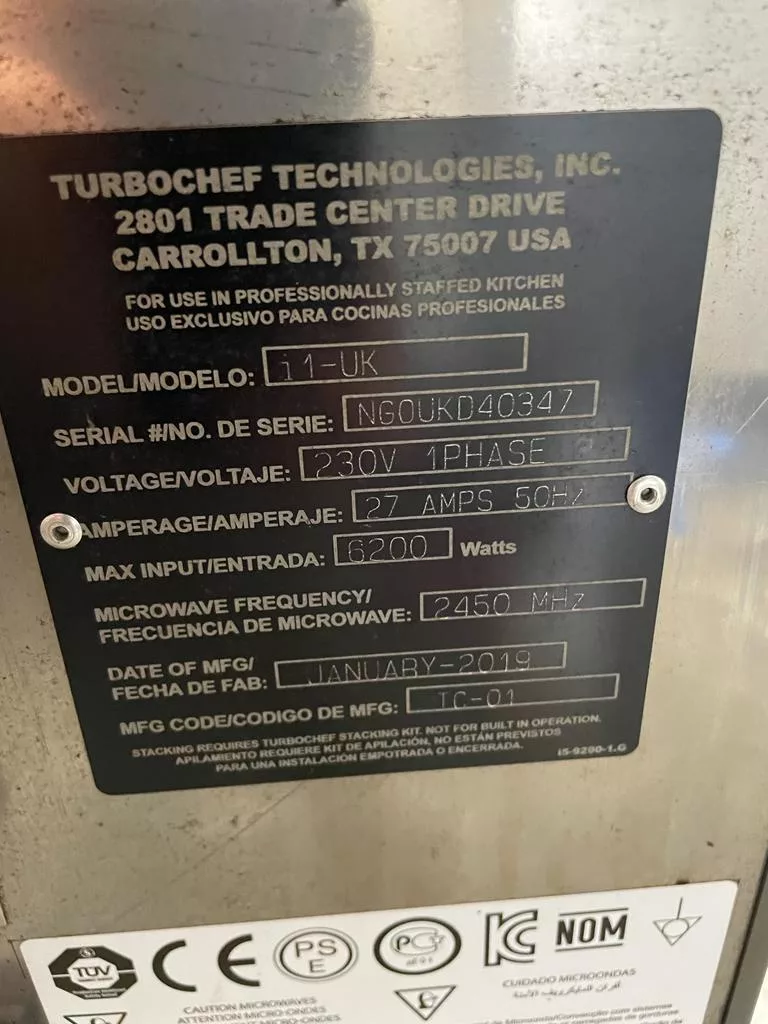 TURBOCHEF TECHNOLOGIES, INC.
2801 TRADE CENTER DRIVE
CARROLLTON, TX 75007 USA
FOR USE IN PROFESSIONALLY STAFFED KITCHEN
USO EXCLUSIVO PARA COCINAS PROFESIONALES
MODEL/MODELO: i1-UK
SERIAL #/NO. DE SERIE: NGOUKD40347
VOLTAGE/VOLTAJE: 230V 1PHASE
AMPERAGE/AMPERAJE: 27 AMPS 50Hz
MAX INPUT/ENTRADA: 6200 Watts
MICROWAVE FREQUENCY/
FRECUENCIA DE MICROWAVE: 2450 MHz
DATE OF MFG/
FECHA DE FAB: JANUARY-2019
MFG CODE/CODIGO DE MFG: TC-01
STACKING REQUIRES TURBOCHEF STACKING KIT. NOT FOR BUILT IN OPERATION.
APILAMIENTO REQUIERE KIT DE APILACIÓN, NO ESTÁN PREVISTOS
PARA UNA INSTALACIÓN EMPOTRADA O ENCERRADA.
I5-9290-1.G
TÜV CE PS E NOM
CAUTION MICROWAVES
ATTENTION MICRO-ONDES
CUIDADO MICROONDAS